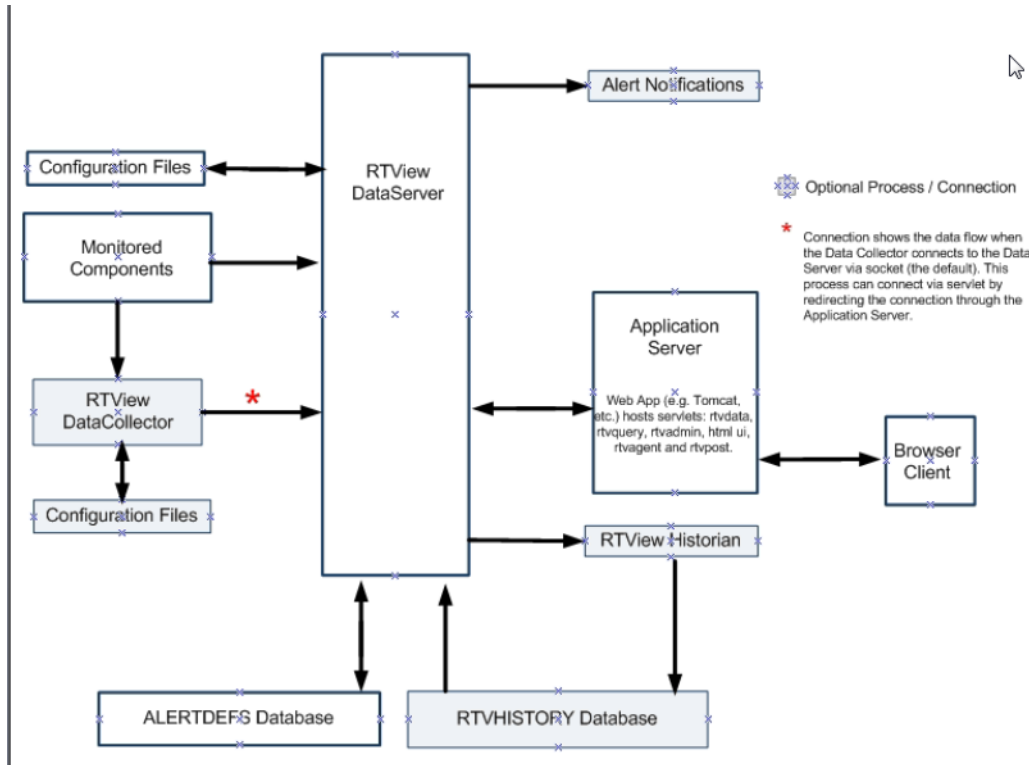 Alert Notifications
Configuration Files
RTView
DataServer
Optional Process / Connection
Monitored
Components
* Connection shows the data flow when
the Data Collector connects to the Data
Server via socket (the default). This
process can connect via servlet by
redirecting the connection through the
Application Server.
Application
Server
RTView
DataCollector
*
Web App (e.g. Tomcat,
etc.) hosts servlets: rtvdata,
rtvquery, rtvadmin, html ui,
rtvagent and rtvpost.
Browser
Client
Configuration Files
RTView Historian
ALERTDEFS Database
RTVHISTORY Database